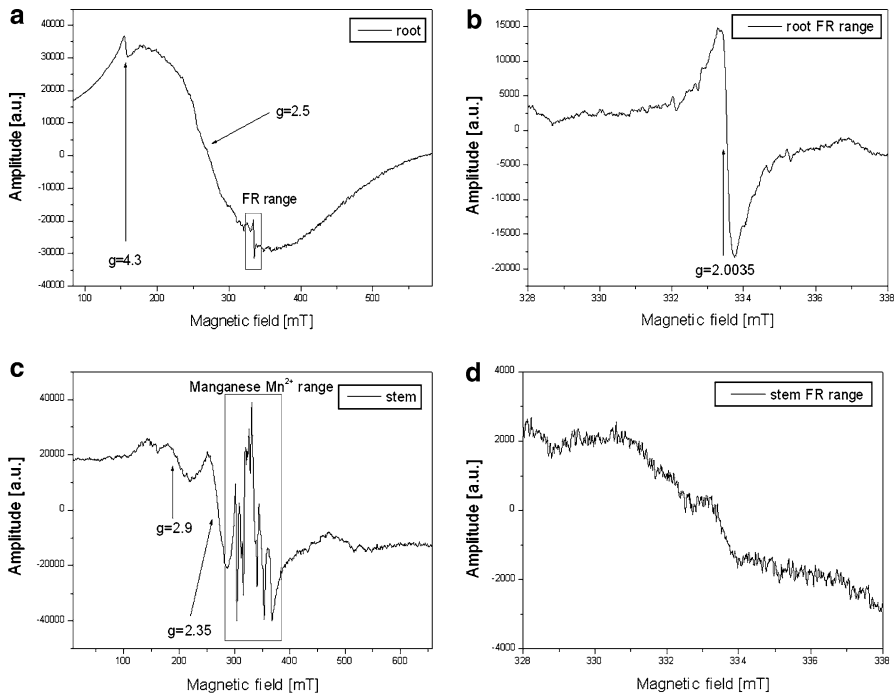 a
40000
30000
20000
10000
0
-10000
-20000
-30000
-40000
Amplitude [a.u.]
root
g=4.3
g=2.5
FR range
100
200
300
400
500
Magnetic field [mT]
b
15000
10000
5000
0
-5000
-10000
-15000
-20000
Amplitude [a.u.]
root FR range
g=2.0035
328
330
332
334
336
338
Magnetic field [mT]
c
40000
20000
0
-20000
-40000
Amplitude [a.u.]
Manganese Mn²⁺ range
stem
g=2.9
g=2.35
100
200
300
400
500
600
Magnetic field [mT]
d
4000
2000
0
-2000
-4000
Amplitude [a.u.]
stem FR range
328
330
332
334
336
338
Magnetic field [mT]